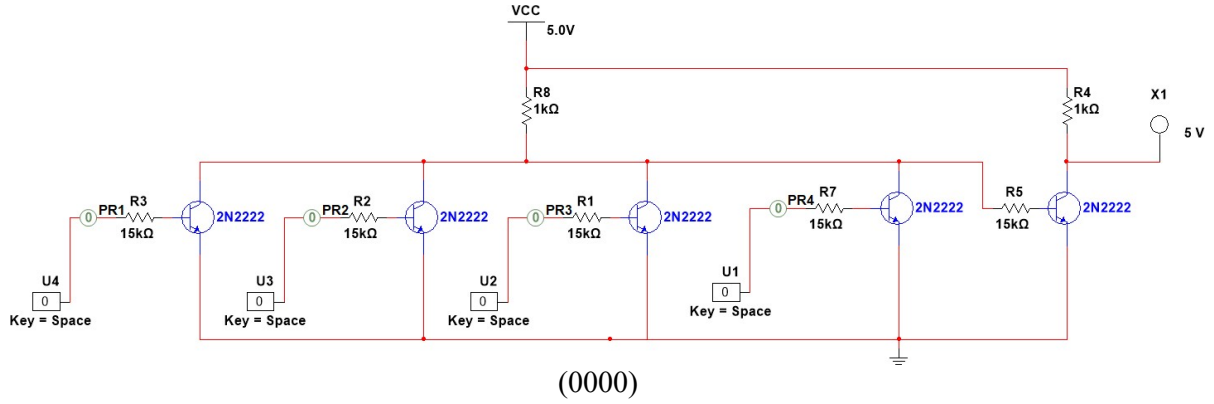 VCC
5.0V
R8
1kΩ
R4
1kΩ
X1
5 V
PR1
R3
15kΩ
2N2222
PR2
R2
15kΩ
2N2222
PR3
R1
15kΩ
2N2222
PR4
R7
15kΩ
2N2222
R5
15kΩ
2N2222
0
0
0
0
U4
0
Key = Space
U3
0
Key = Space
U2
0
Key = Space
U1
0
Key = Space
(0000)